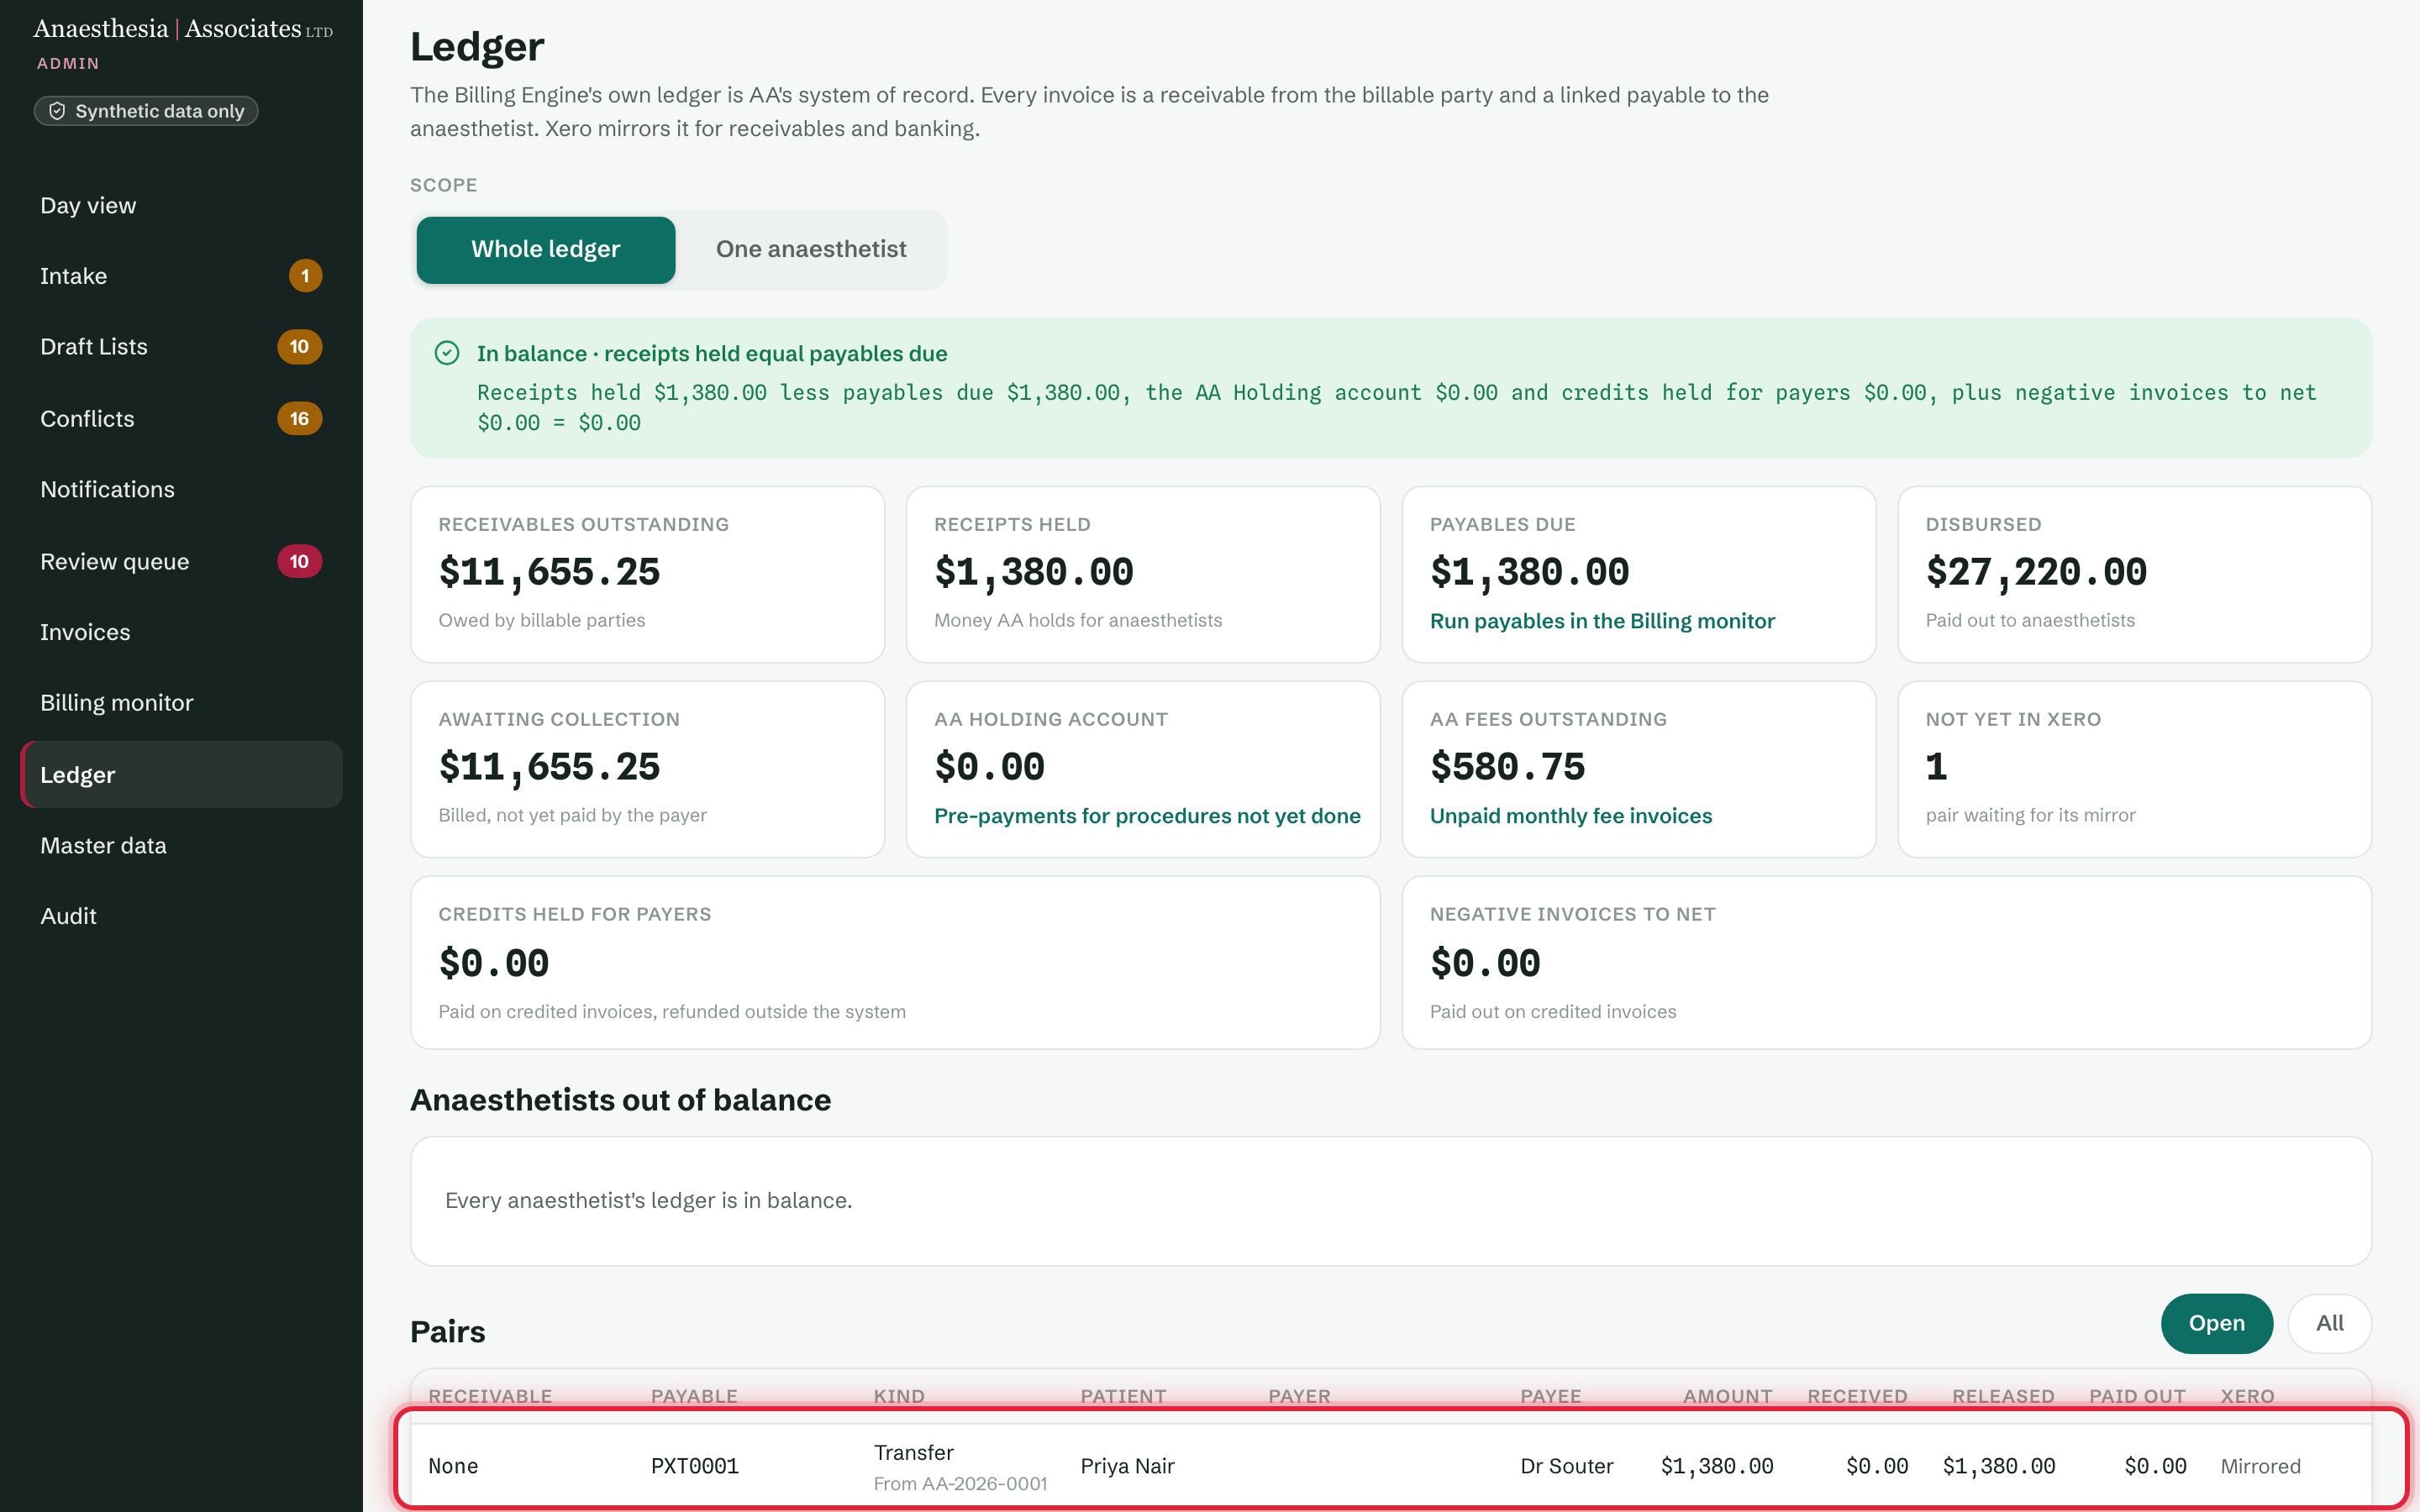 Anaesthesia | Associates LTD
ADMIN
Synthetic data only
Day view
Intake 1
Draft Lists 10
Conflicts 16
Notifications
Review queue 10
Invoices
Billing monitor
Ledger
Master data
Audit
Ledger
The Billing Engine's own ledger is AA's system of record. Every invoice is a receivable from the billable party and a linked payable to the
anaesthetist. Xero mirrors it for receivables and banking.
SCOPE
Whole ledger One anaesthetist
In balance · receipts held equal payables due
Receipts held $1,380.00 less payables due $1,380.00, the AA Holding account $0.00 and credits held for payers $0.00, plus negative invoices to net
$0.00 = $0.00
RECEIVABLES OUTSTANDING RECEIPTS HELD PAYABLES DUE DISBURSED
$11,655.25 $1,380.00 $1,380.00 $27,220.00
Owed by billable parties Money AA holds for anaesthetists Run payables in the Billing monitor Paid out to anaesthetists
AWAITING COLLECTION AA HOLDING ACCOUNT AA FEES OUTSTANDING NOT YET IN XERO
$11,655.25 $0.00 $580.75 1
Billed, not yet paid by the payer Pre-payments for procedures not yet done Unpaid monthly fee invoices pair waiting for its mirror
CREDITS HELD FOR PAYERS NEGATIVE INVOICES TO NET
$0.00 $0.00
Paid on credited invoices, refunded outside the system Paid out on credited invoices
Anaesthetists out of balance
Every anaesthetist's ledger is in balance.
Pairs Open All
RECEIVABLE PAYABLE KIND PATIENT PAYER PAYEE AMOUNT RECEIVED RELEASED PAID OUT XERO
None PXT0001 Transfer Priya Nair Dr Souter $1,380.00 $0.00 $1,380.00 $0.00 Mirrored
From AA-2026-0001